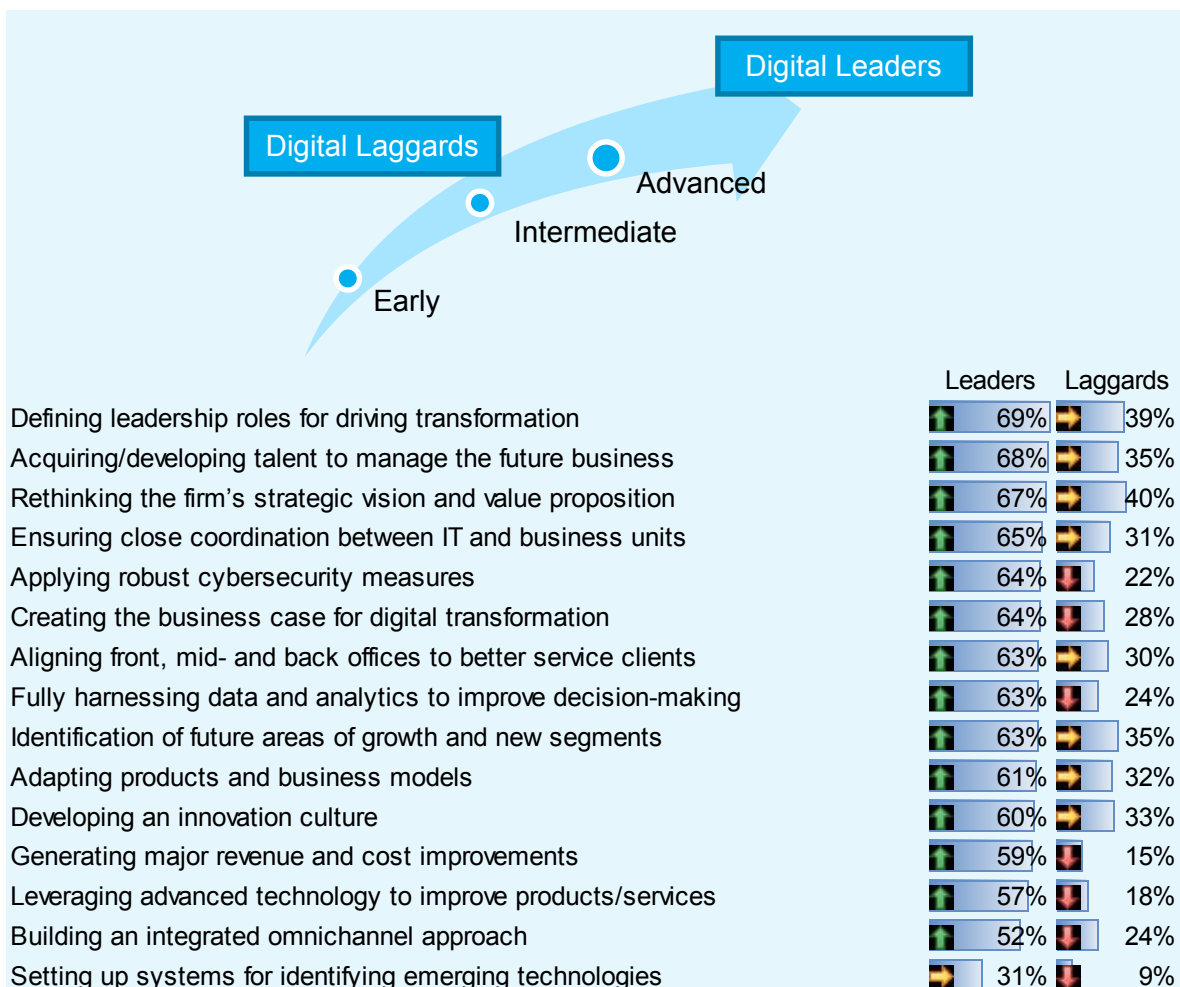 Digital Leaders
Digital Laggards
Advanced
Intermediate
Early
Leaders Laggards
Defining leadership roles for driving transformation 69% 39%
Acquiring/developing talent to manage the future business 68% 35%
Rethinking the firm's strategic vision and value proposition 67% 40%
Ensuring close coordination between IT and business units 65% 31%
Applying robust cybersecurity measures 64% 22%
Creating the business case for digital transformation 64% 28%
Aligning front, mid- and back offices to better service clients 63% 30%
Fully harnessing data and analytics to improve decision-making 63% 24%
Identification of future areas of growth and new segments 63% 35%
Adapting products and business models 61% 32%
Developing an innovation culture 60% 33%
Generating major revenue and cost improvements 59% 15%
Leveraging advanced technology to improve products/services 57% 18%
Building an integrated omnichannel approach 52% 24%
Setting up systems for identifying emerging technologies 31% 9%